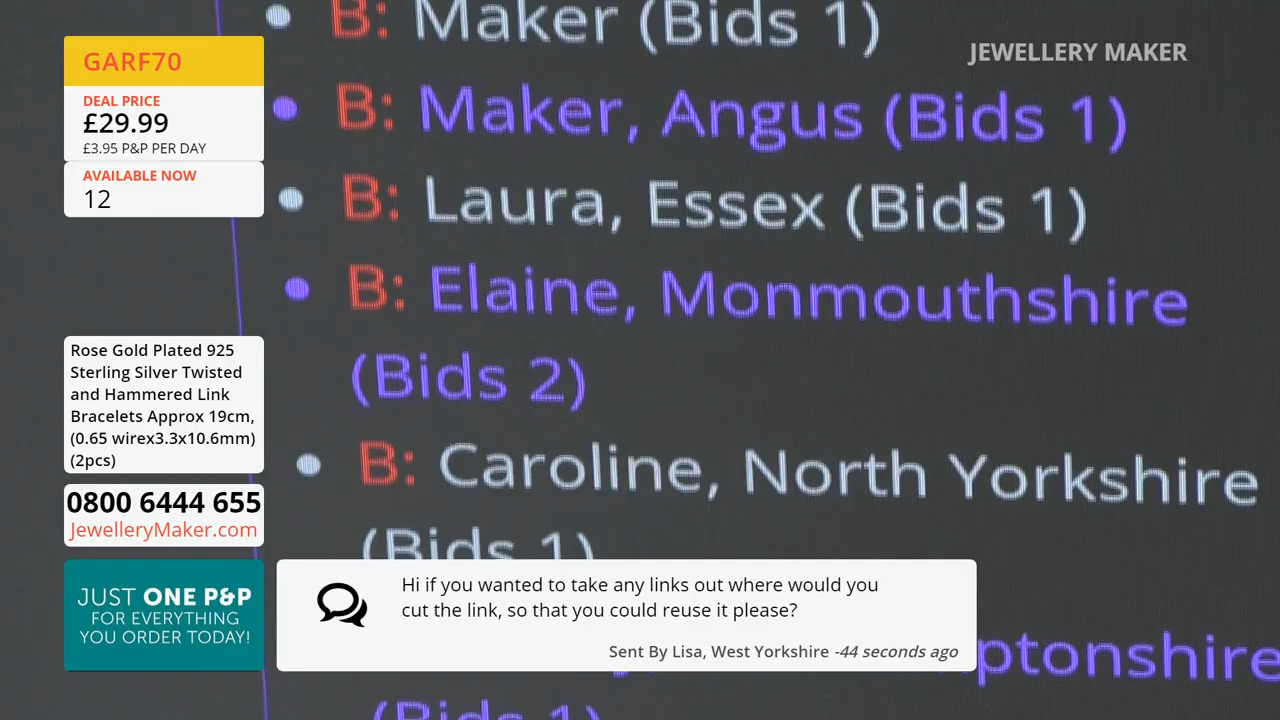 GARF70
DEAL PRICE
£29.99
£3.95 P&P PER DAY
AVAILABLE NOW
12
Rose Gold Plated 925
Sterling Silver Twisted
and Hammered Link
Bracelets Approx 19cm,
(0.65 wirex3.3x10.6mm)
(2pcs)
0800 6444 655
JewelleryMaker.com
JUST ONE P&P
FOR EVERYTHING
YOU ORDER TODAY!
JEWELLERY MAKER
• B: Maker (Bids 1)
• B: Maker, Angus (Bids 1)
• B: Laura, Essex (Bids 1)
• B: Elaine, Monmouthshire
(Bids 2)
• B: Caroline, North Yorkshire
(Bids 1)
(Bids 1)
Hi if you wanted to take any links out where would you
cut the link, so that you could reuse it please?
Sent By Lisa, West Yorkshire -44 seconds ago